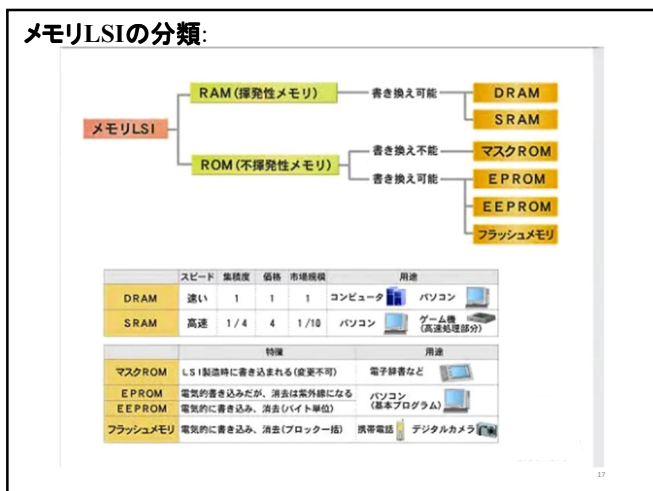 メモリLSIの分類:
RAM(揮発性メモリ) 書き換え可能 DRAM
SRAM
メモリLSI
書き換え不能 マスクROM
ROM(不揮発性メモリ) 書き換え可能 EPROM
EEPROM
フラッシュメモリ
スピード 集積度 価格 市場規模 用途
DRAM 速い 1 1 1 コンピュータ パソコン
SRAM 高速 1/4 4 1/10 パソコン ゲーム機
(高速処理部分)
特徴 用途
マスクROM LSI製造時に書き込まれる(変更不可) 電子辞書など
EPROM 電気的書き込みだが、消去は紫外線になる パソコン
EEPROM 電気的に書き込み、消去(バイト単位) (基本プログラム)
フラッシュメモリ 電気的に書き込み、消去(ブロック一括) 携帯電話 デジタルカメラ
17